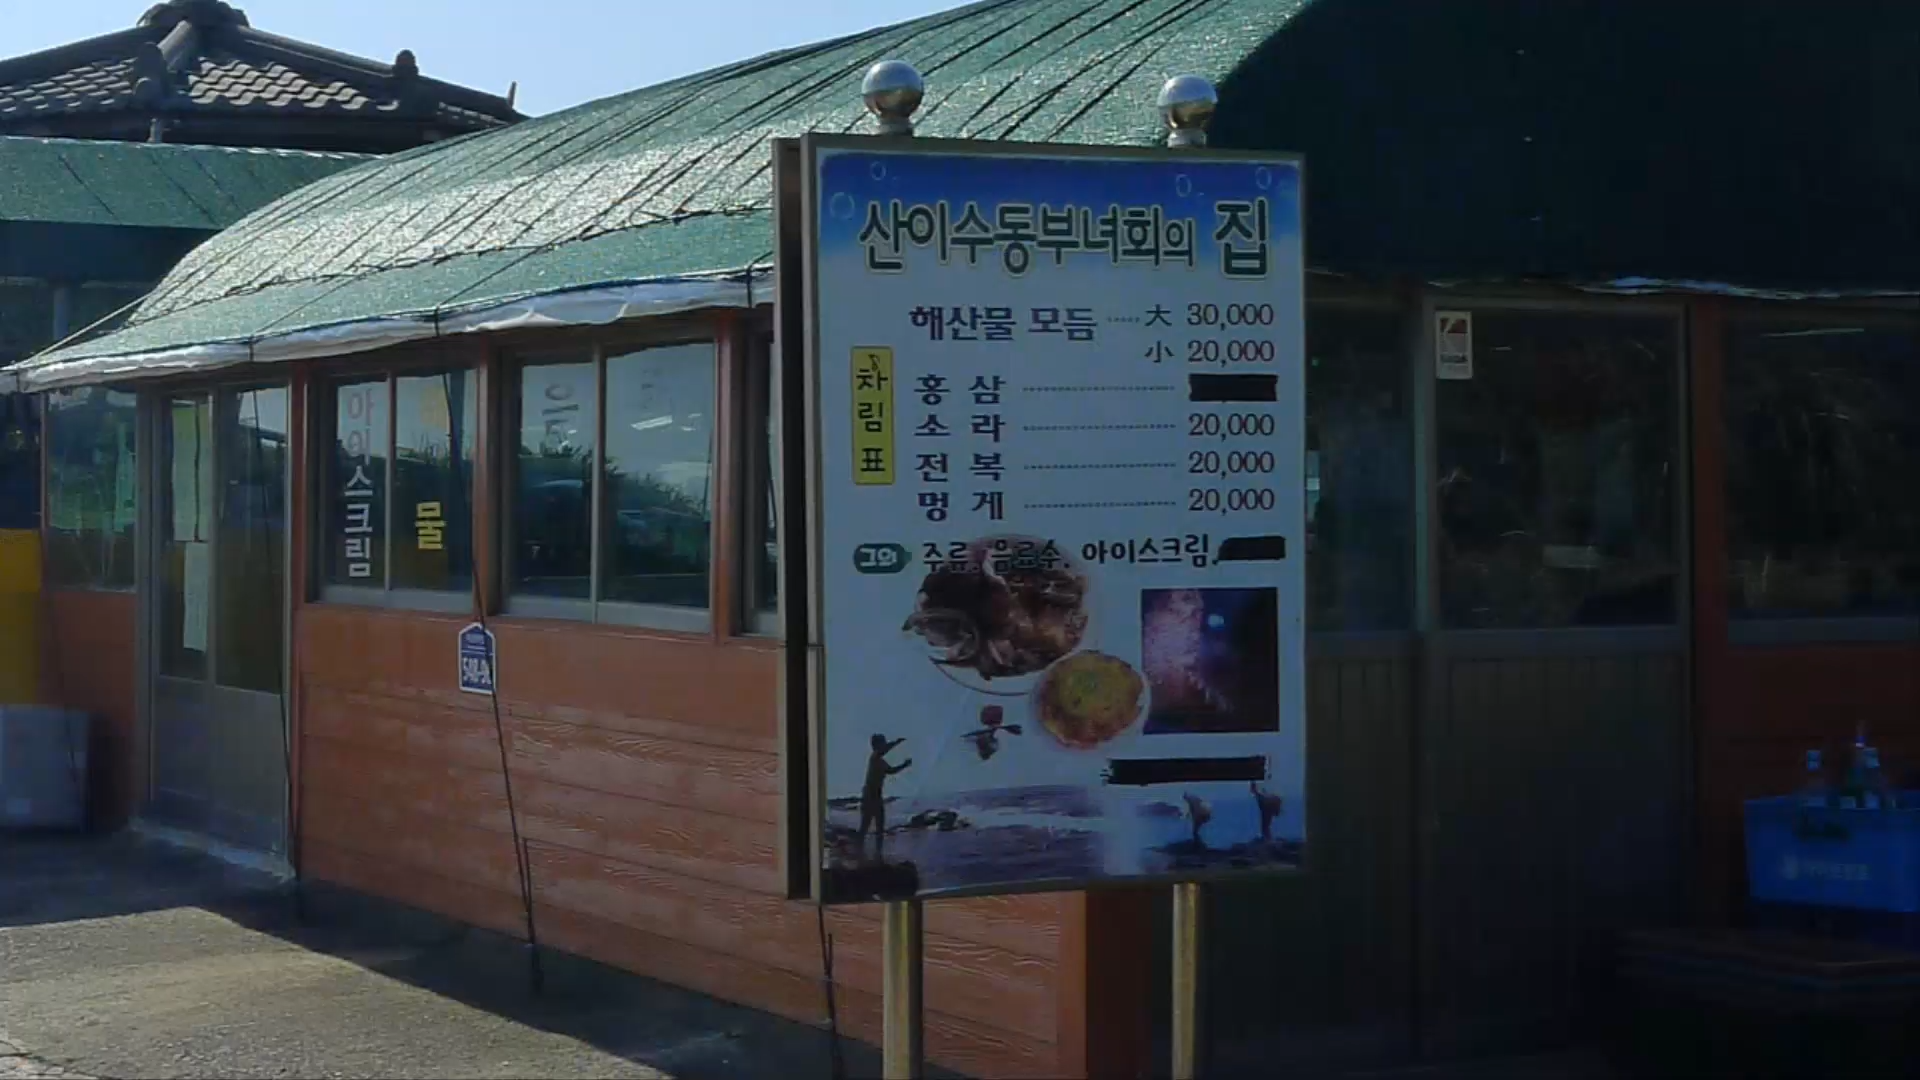 산이수동부녀회의 집
해산물 모듬 大 30,000
小 20,000
차림표
홍삼
소라 20,000
전복 20,000
멍게 20,000
그외 주류. 음료수. 아이스크림.
아이스크림
물